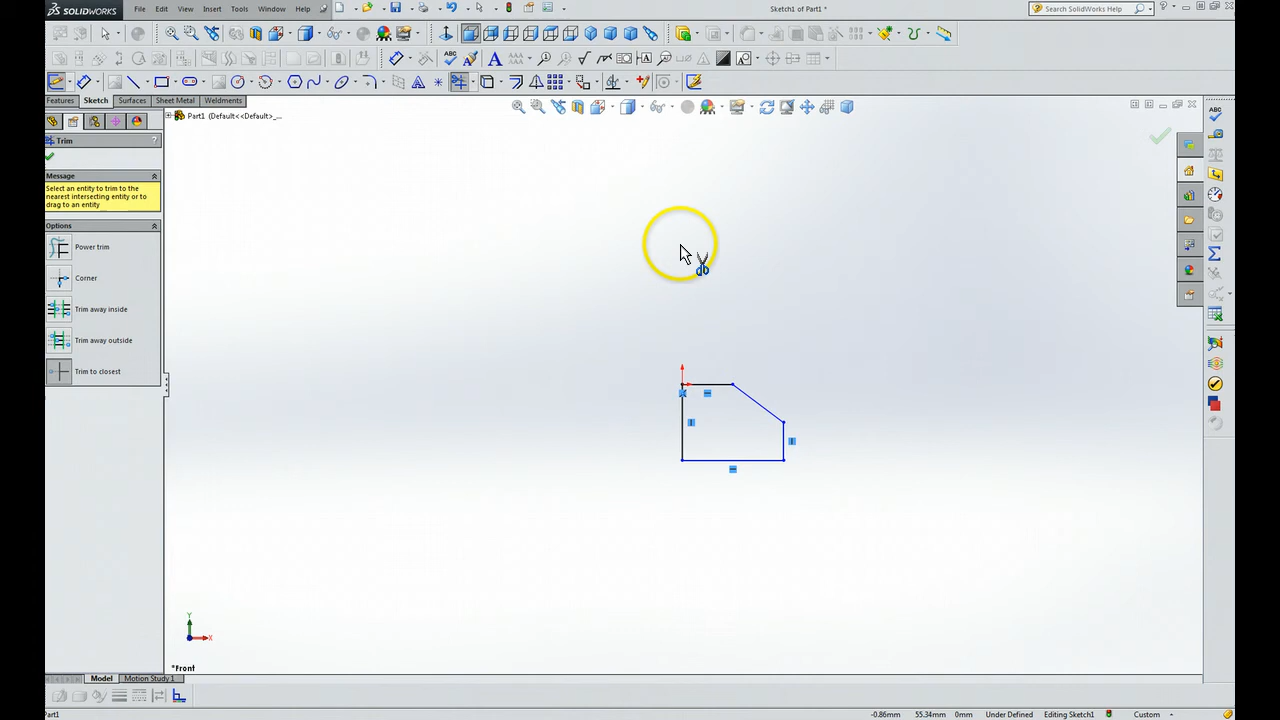 SOLIDWORKS
File Edit View Insert Tools Window Help
Sketch1 of Part1 *
Search SolidWorks Help
Features Sketch Surfaces Sheet Metal Weldments
Part1 (Default<<Default>_...
Trim
?
Message
Select an entity to trim to the
nearest intersecting entity or to
drag to an entity
Options
Power trim
Corner
Trim away inside
Trim away outside
Trim to closest
Y
X
*Front
Model Motion Study 1
Part1
-0.86mm 55.34mm 0mm Under Defined Editing Sketch1 Custom